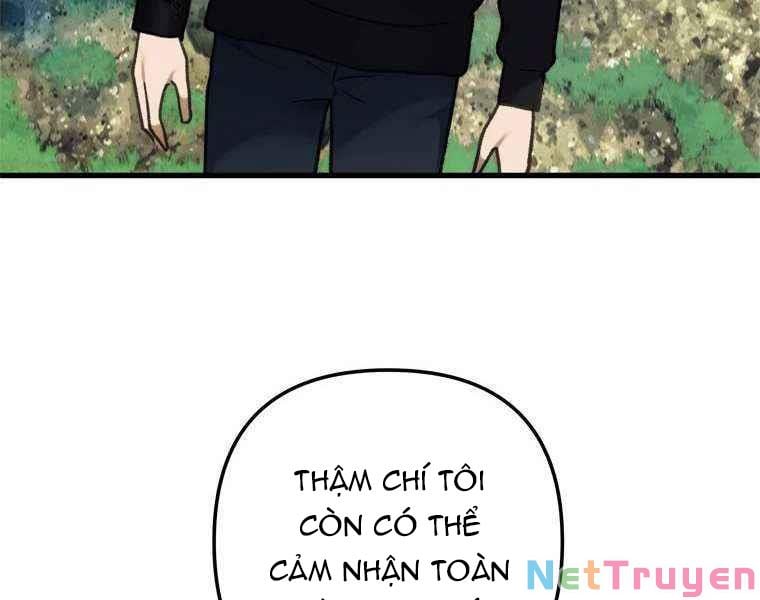 THẬM CHÍ TÔI
CÒN CÓ THỂ
CẢM NHẬN TOÀN
NetTruyen